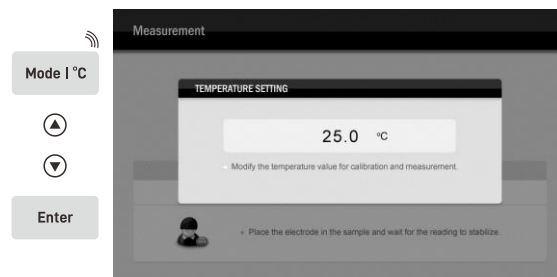 Measurement
Mode | °C
TEMPERATURE SETTING
25.0 °C
Modify the temperature value for calibration and measurement.
Enter
Place the electrode in the sample and wait for the reading to stabilize.